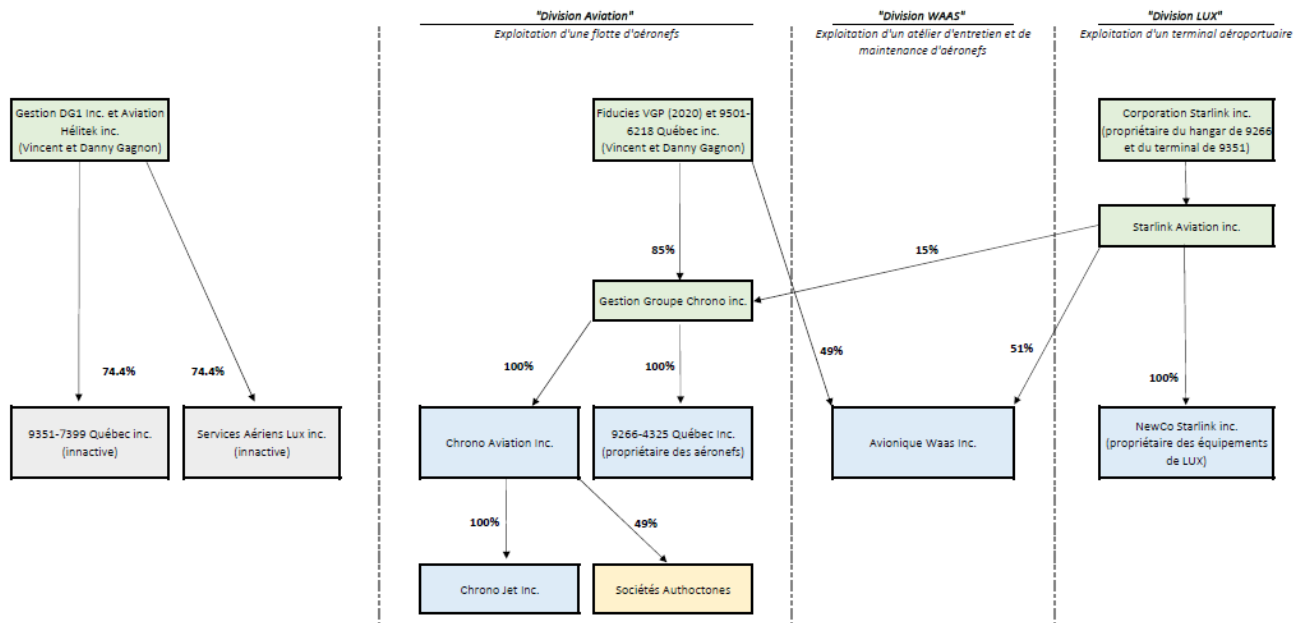 "Division Aviation"
Exploitation d'une flotte d'aéronefs
"Division WAAS"
Exploitation d'un atélier d'entretien et de
maintenance d'aéronefs
"Division LUX"
Exploitation d'un terminal aéroportuaire
Gestion DG1 Inc. et Aviation
Hélitek inc.
(Vincent et Danny Gagnon)
Fiducies VGP (2020) et 9501-
6218 Québec inc.
(Vincent et Danny Gagnon)
Corporation Starlink inc.
(propriétaire du hangar de 9266
et du terminal de 9351)
Starlink Aviation inc.
85%
15%
Gestion Groupe Chrono inc.
74.4%
74.4%
100%
100%
49%
51%
100%
9351-7399 Québec inc.
(innactive)
Services Aériens Lux inc.
(innactive)
Chrono Aviation Inc.
9266-4325 Québec Inc.
(propriétaire des aéronefs)
Avionique Waas Inc.
NewCo Starlink inc.
(propriétaire des équipements
de LUX)
100%
49%
Chrono Jet Inc.
Sociétés Authoctones